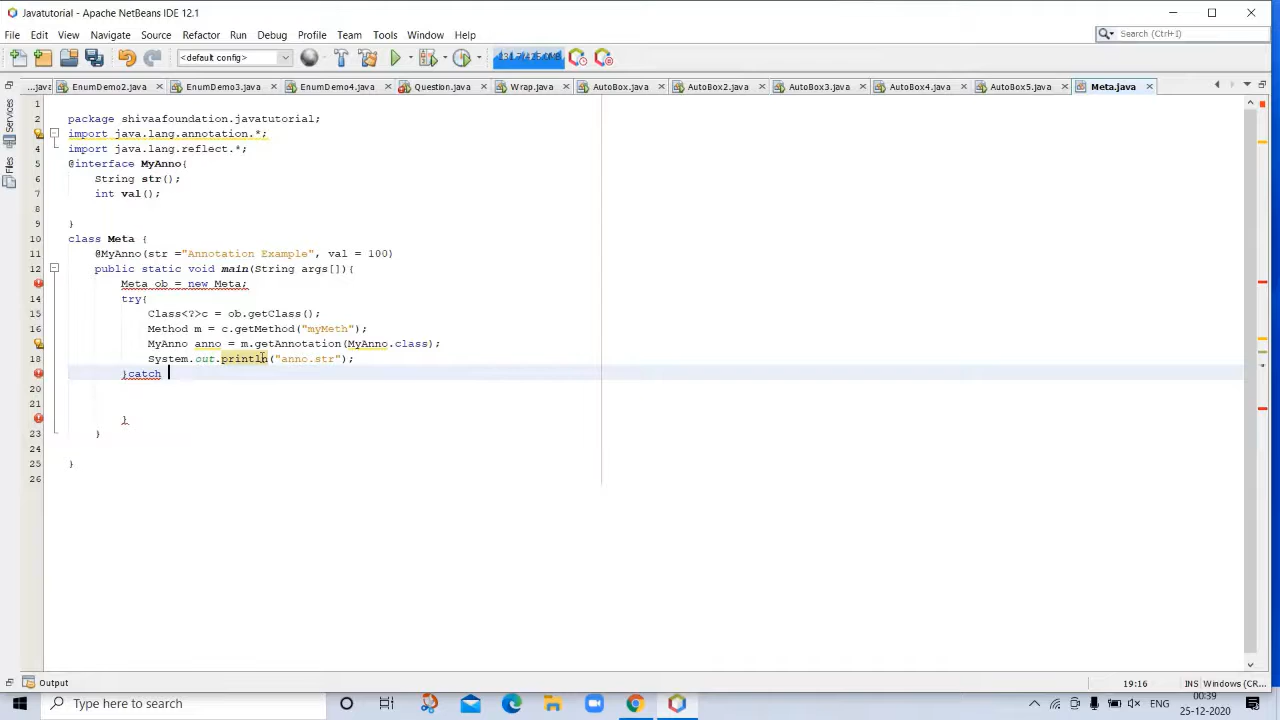 Javatutorial - Apache NetBeans IDE 12.1
File Edit View Navigate Source Refactor Run Debug Profile Team Tools Window Help
Search (Ctrl+I)
<default config>
...java EnumDemo2.java EnumDemo3.java EnumDemo4.java Question.java Wrap.java AutoBox.java AutoBox2.java AutoBox3.java AutoBox4.java AutoBox5.java Meta.java
Services
Files
1
2 package shivaafoundation.javatutorial;
import java.lang.annotation.*;
4 import java.lang.reflect.*;
5 @interface MyAnno{
6 String str();
7 int val();
8
9 }
10 class Meta {
11 @MyAnno(str ="Annotation Example", val = 100)
12 public static void main(String args[]){
Meta ob = new Meta;
14 try{
15 Class<?>c = ob.getClass();
16 Method m = c.getMethod("myMeth");
MyAnno anno = m.getAnnotation(MyAnno.class);
18 System.out.println("anno.str");
}catch
20
21
}
23 }
24
25 }
26
Output
19:16 INS Windows (CR...
Type here to search
ENG
00:39
25-12-2020